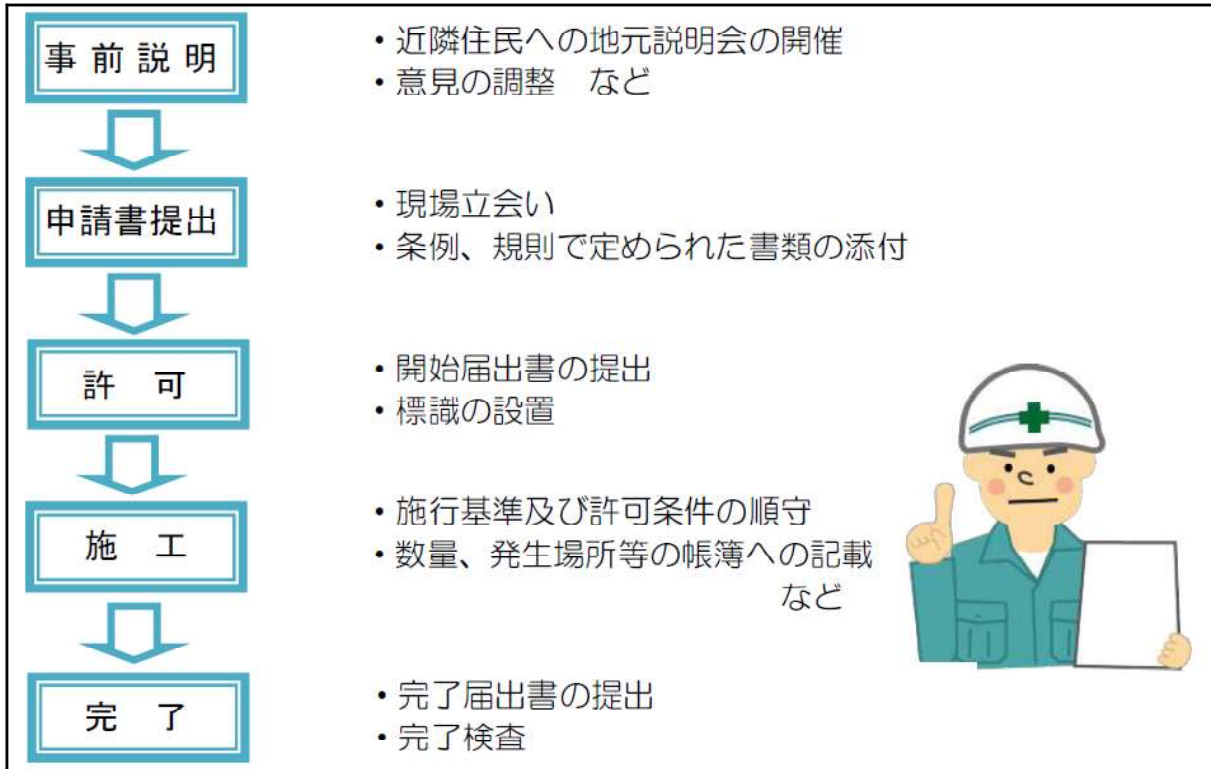 事前説明
・近隣住民への地元説明会の開催
・意見の調整　など
申請書提出
・現場立会い
・条例、規則で定められた書類の添付
許　可
・開始届出書の提出
・標識の設置
施　工
・施行基準及び許可条件の順守
・数量、発生場所等の帳簿への記載
など
完　了
・完了届出書の提出
・完了検査